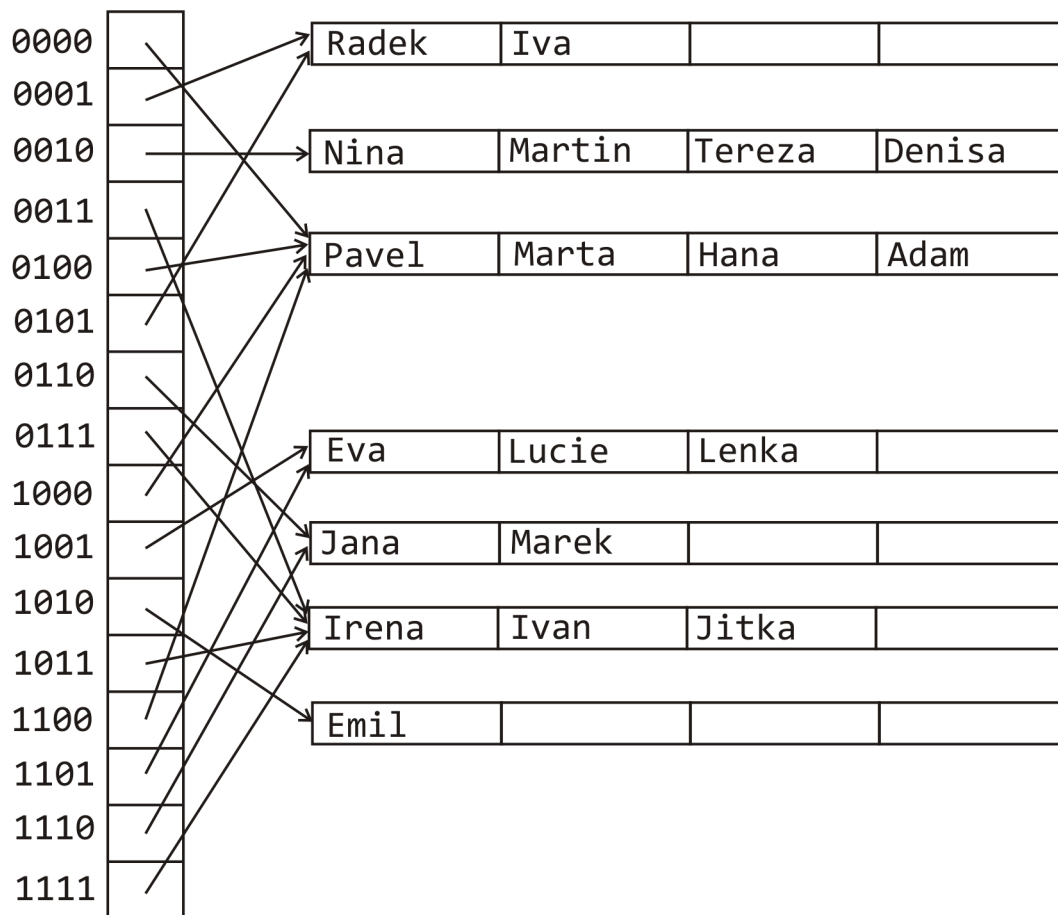 0000 Radek Iva
0001
0010 Nina Martin Tereza Denisa
0011
0100 Pavel Marta Hana Adam
0101
0110
0111 Eva Lucie Lenka
1000
1001 Jana Marek
1010
1011 Irena Ivan Jitka
1100 Emil
1101
1110
1111